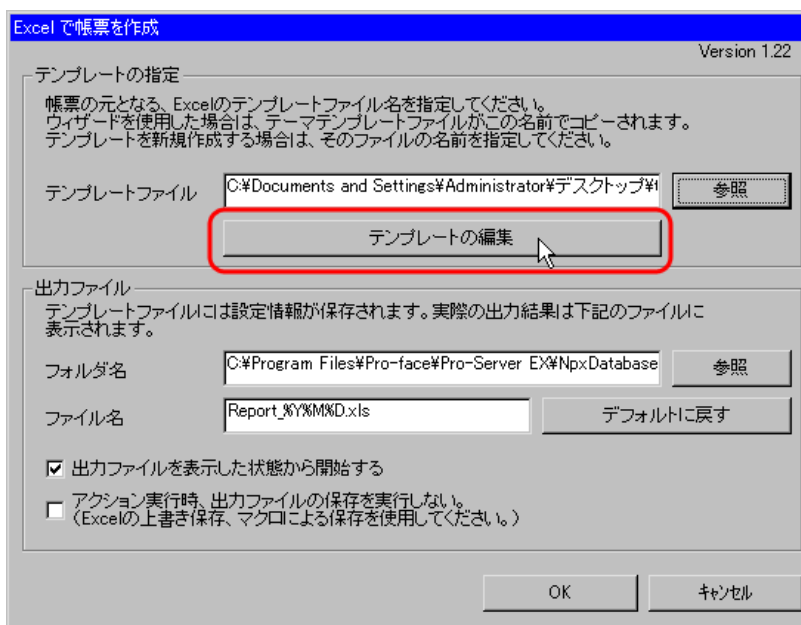 Excel で帳票を作成
Version 1.22
テンプレートの指定
帳票の元となる、Excelのテンプレートファイル名を指定してください。
ウィザードを使用した場合は、テーマテンプレートファイルがこの名前でコピーされます。
テンプレートを新規作成する場合は、そのファイルの名前を指定してください。
テンプレートファイル
C:¥Documents and Settings¥Administrator¥デスクトップ¥t
参照
テンプレートの編集
出力ファイル
テンプレートファイルには設定情報が保存されます。実際の出力結果は下記のファイルに
表示されます。
フォルダ名
C:¥Program Files¥Pro-face¥Pro-Server EX¥NpxDatabase
参照
ファイル名
Report_%Y%M%D.xls
デフォルトに戻す
出力ファイルを表示した状態から開始する
アクション実行時、出力ファイルの保存を実行しない。
(Excelの上書き保存、マクロによる保存を使用してください。)
OK
キャンセル